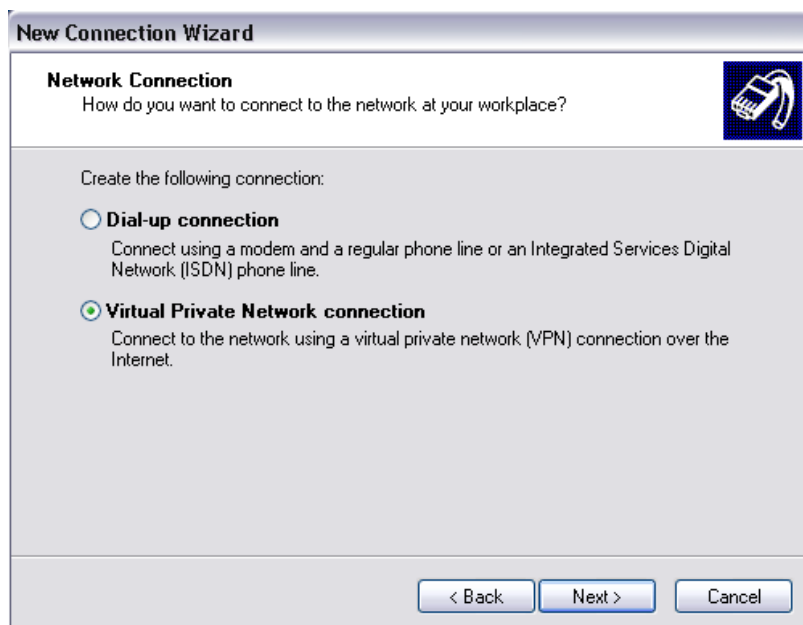 New Connection Wizard
Network Connection
How do you want to connect to the network at your workplace?
Create the following connection:
Dial-up connection
Connect using a modem and a regular phone line or an Integrated Services Digital
Network (ISDN) phone line.
Virtual Private Network connection
Connect to the network using a virtual private network (VPN) connection over the
Internet.
< Back
Next >
Cancel